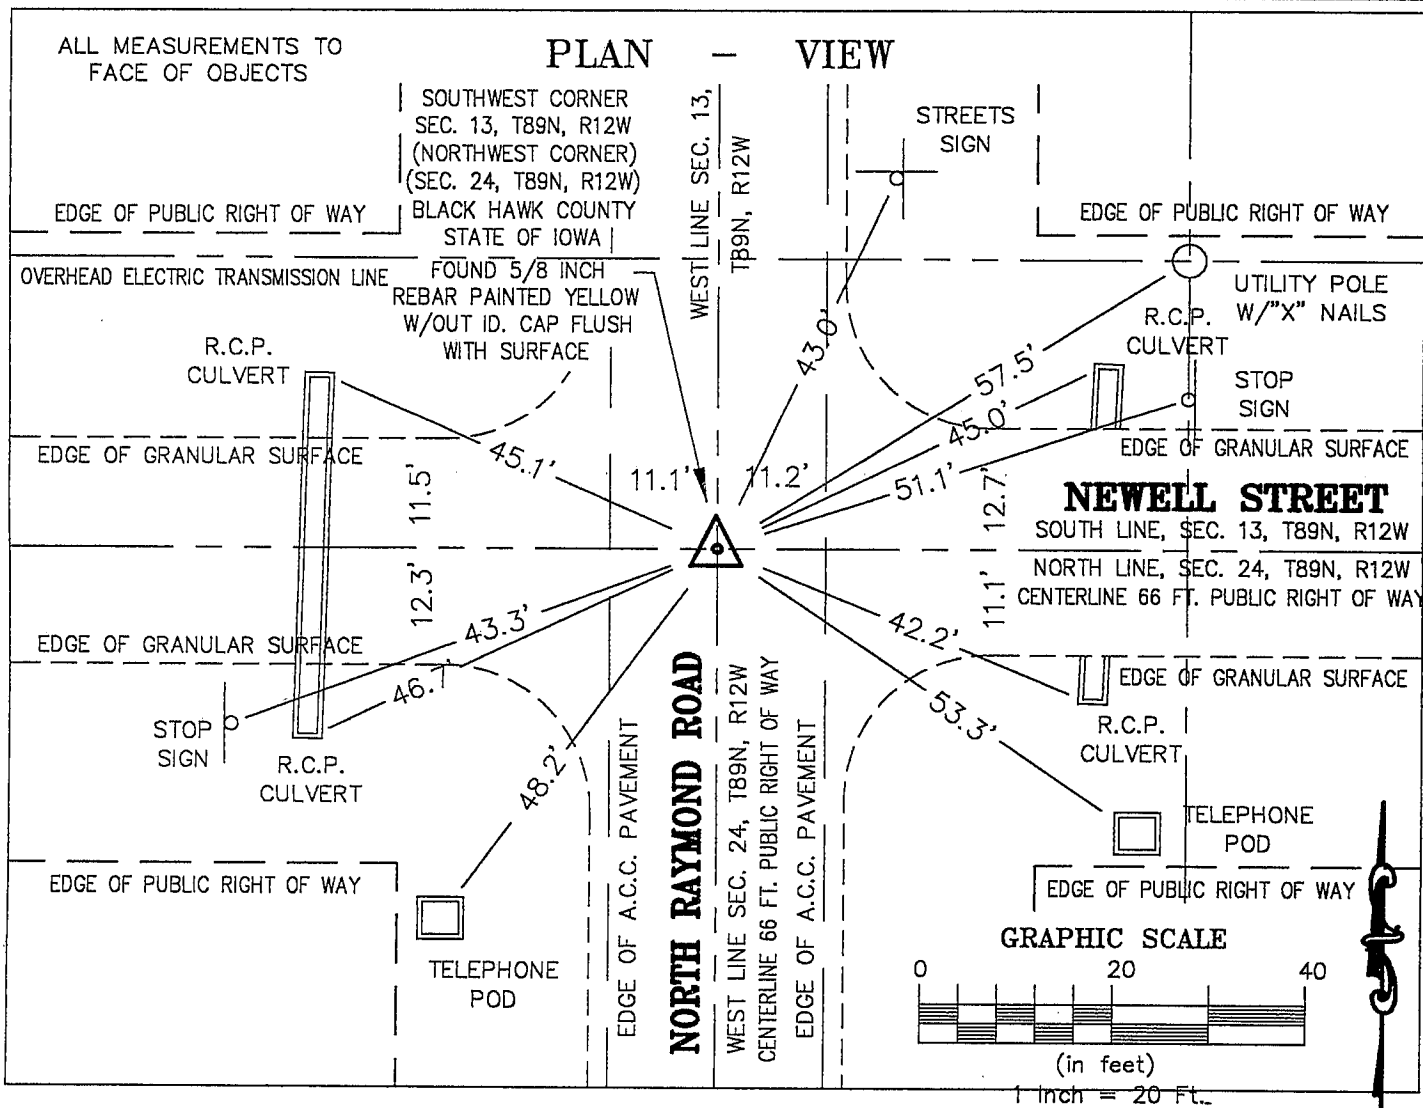 PLAN - VIEW
ALL MEASUREMENTS TO
FACE OF OBJECTS
SOUTHWEST CORNER
SEC. 13, T89N, R12W
(NORTHWEST CORNER)
(SEC. 24, T89N, R12W)
BLACK HAWK COUNTY
STATE OF IOWA
FOUND 5/8 INCH
REBAR PAINTED YELLOW
W/OUT ID. CAP FLUSH
WITH SURFACE
WEST LINE SEC. 13,
T89N, R12W
STREETS
SIGN
EDGE OF PUBLIC RIGHT OF WAY
EDGE OF PUBLIC RIGHT OF WAY
OVERHEAD ELECTRIC TRANSMISSION LINE
UTILITY POLE
W/"X" NAILS
R.C.P.
CULVERT
R.C.P.
CULVERT
STOP
SIGN
43.0'
57.5'
45.0'
51.1'
45.1'
11.1'
11.2'
EDGE OF GRANULAR SURFACE
EDGE OF GRANULAR SURFACE
11.5'
12.7'
NEWELL STREET
SOUTH LINE, SEC. 13, T89N, R12W
NORTH LINE, SEC. 24, T89N, R12W
CENTERLINE 66 FT. PUBLIC RIGHT OF WAY
12.3'
11.1'
43.3'
46.7'
48.2'
42.2'
53.3'
EDGE OF GRANULAR SURFACE
EDGE OF GRANULAR SURFACE
STOP
SIGN
R.C.P.
CULVERT
R.C.P.
CULVERT
EDGE OF A.C.C. PAVEMENT
NORTH RAYMOND ROAD
WEST LINE SEC. 24, T89N, R12W
CENTERLINE 66 FT. PUBLIC RIGHT OF WAY
EDGE OF A.C.C. PAVEMENT
TELEPHONE
POD
EDGE OF PUBLIC RIGHT OF WAY
EDGE OF PUBLIC RIGHT OF WAY
TELEPHONE
POD
GRAPHIC SCALE
0 20 40
(in feet)
1 inch = 20 Ft.